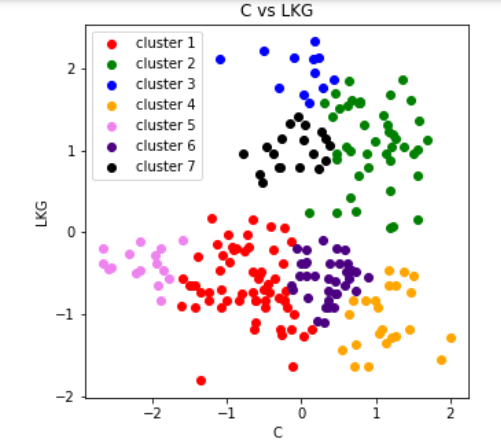 C vs LKG
cluster 1
cluster 2
cluster 3
cluster 4
cluster 5
cluster 6
cluster 7
2
1
0
−1
−2
LKG
−2
−1
0
1
2
C